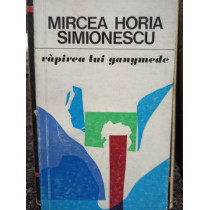 MIRCEA HORIA
SIMIONESCU
răpirea lui ganymede